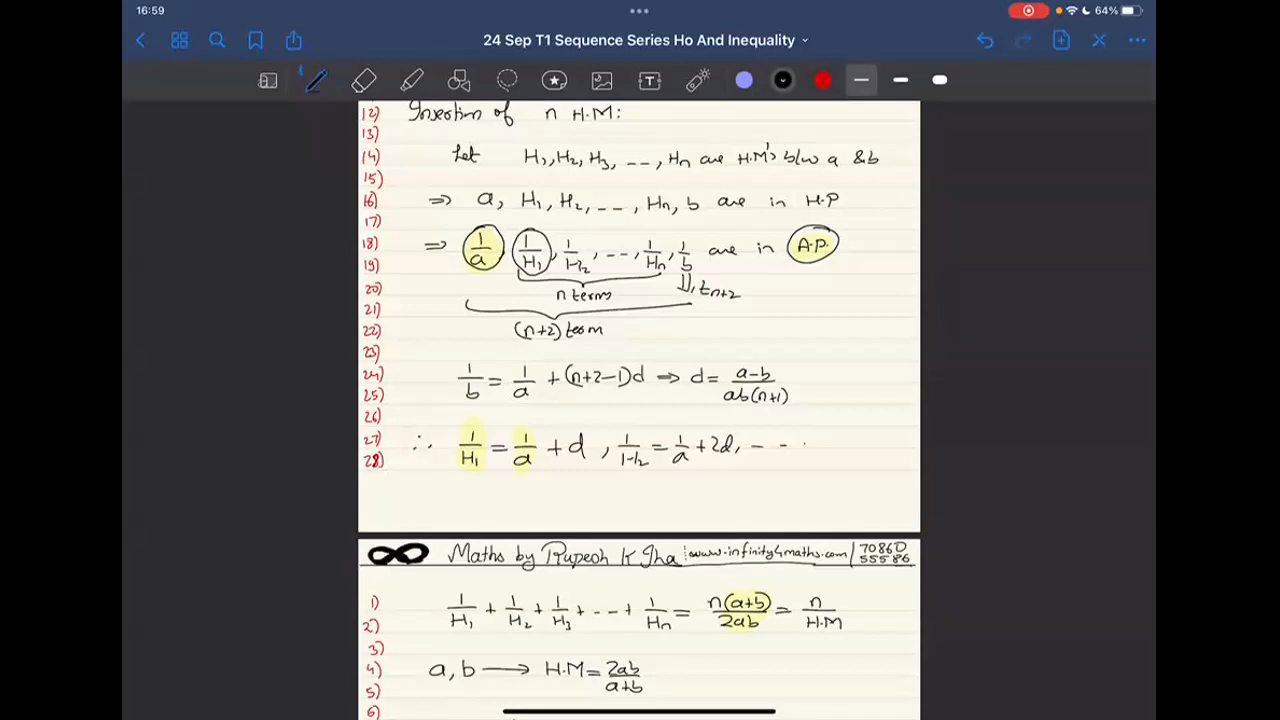 16:59
64%
24 Sep T1 Sequence Series Ho And Inequality
12) Insertion of n H.M:
13)
14) Let H₁, H₂, H₃, --, Hn are H.M's b/w a & b
15)
16) ⇒ a, H₁, H₂, ---, Hn, b are in H.P
17)
18) ⇒ 1/a, 1/H₁, 1/H₂, ---, 1/Hn, 1/b are in A.P.
19)
20) n terms ⇓, t_{n+2}
21)
22) (n+2) term
23)
24) 1/b = 1/a + (n+2-1)d ⇒ d = (a-b)/(ab(n+1))
25)
26)
27) ∴ 1/H₁ = 1/a + d, 1/H₂ = 1/a + 2d, - - .
28)
∞ Maths by Rupesh K Jha www.infinity4maths.com 70860 55586
1) 1/H₁ + 1/H₂ + 1/H₃ + --- + 1/Hn = n(a+b)/2ab = n/H.M
2)
3)
4) a, b ⟶ H.M = 2ab/(a+b)
5)
6)